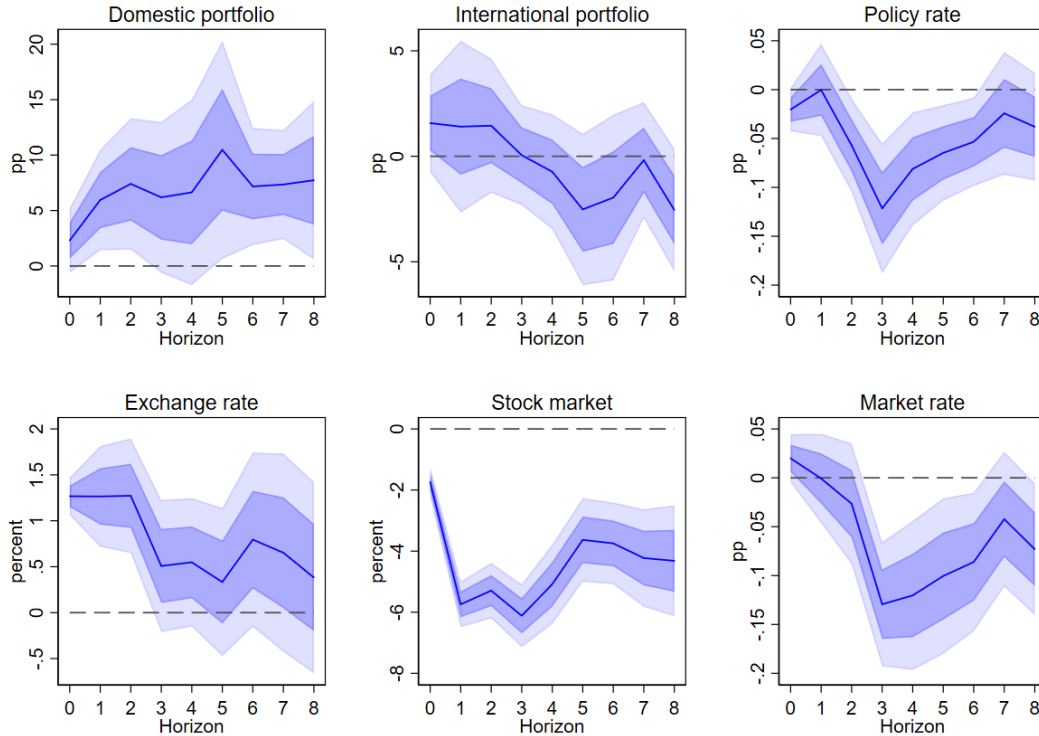 Domestic portfolio
20
15
10
5
0
pp
0 1 2 3 4 5 6 7 8
Horizon
International portfolio
5
0
-5
pp
0 1 2 3 4 5 6 7 8
Horizon
Policy rate
.05
0
-.05
-.1
-.15
-.2
pp
0 1 2 3 4 5 6 7 8
Horizon
Exchange rate
2
1.5
1
.5
0
-.5
percent
0 1 2 3 4 5 6 7 8
Horizon
Stock market
0
-2
-4
-6
-8
percent
0 1 2 3 4 5 6 7 8
Horizon
Market rate
.05
0
-.05
-.1
-.15
-.2
pp
0 1 2 3 4 5 6 7 8
Horizon